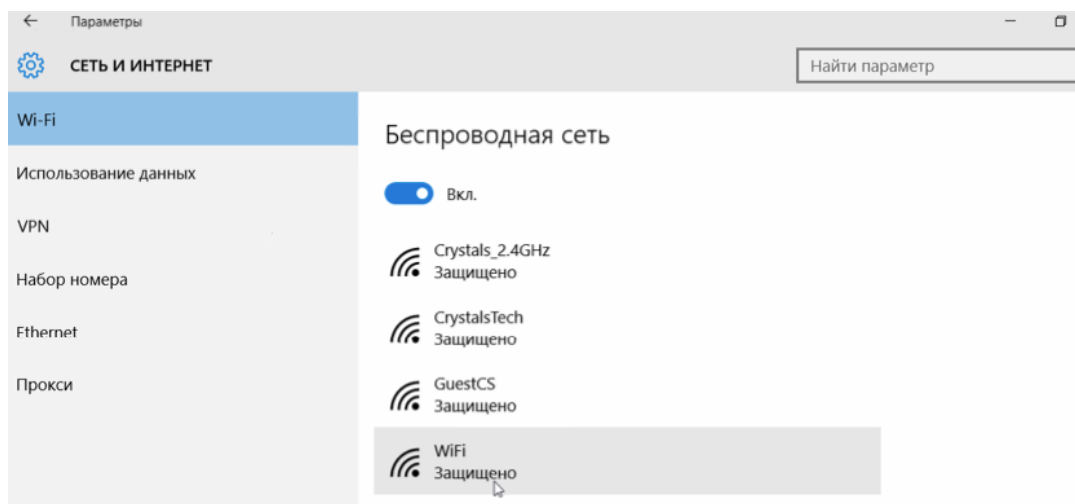 Параметры
СЕТЬ И ИНТЕРНЕТ
Найти параметр
Wi-Fi
Использование данных
VPN
Набор номера
Ethernet
Прокси
Беспроводная сеть
Вкл.
Crystals_2.4GHz
Защищено
CrystalsTech
Защищено
GuestCS
Защищено
WiFi
Защищено